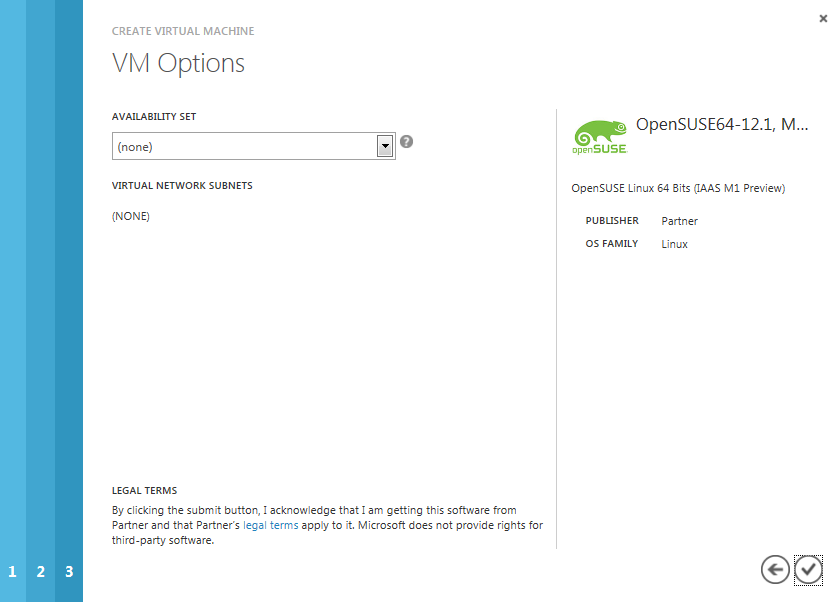 CREATE VIRTUAL MACHINE
VM Options
AVAILABILITY SET
(none)
?
VIRTUAL NETWORK SUBNETS
(NONE)
LEGAL TERMS
By clicking the submit button, I acknowledge that I am getting this software from
Partner and that Partner's legal terms apply to it. Microsoft does not provide rights for
third-party software.
openSUSE
OpenSUSE64-12.1, M...
OpenSUSE Linux 64 Bits (IAAS M1 Preview)
PUBLISHER Partner
OS FAMILY Linux
1 2 3